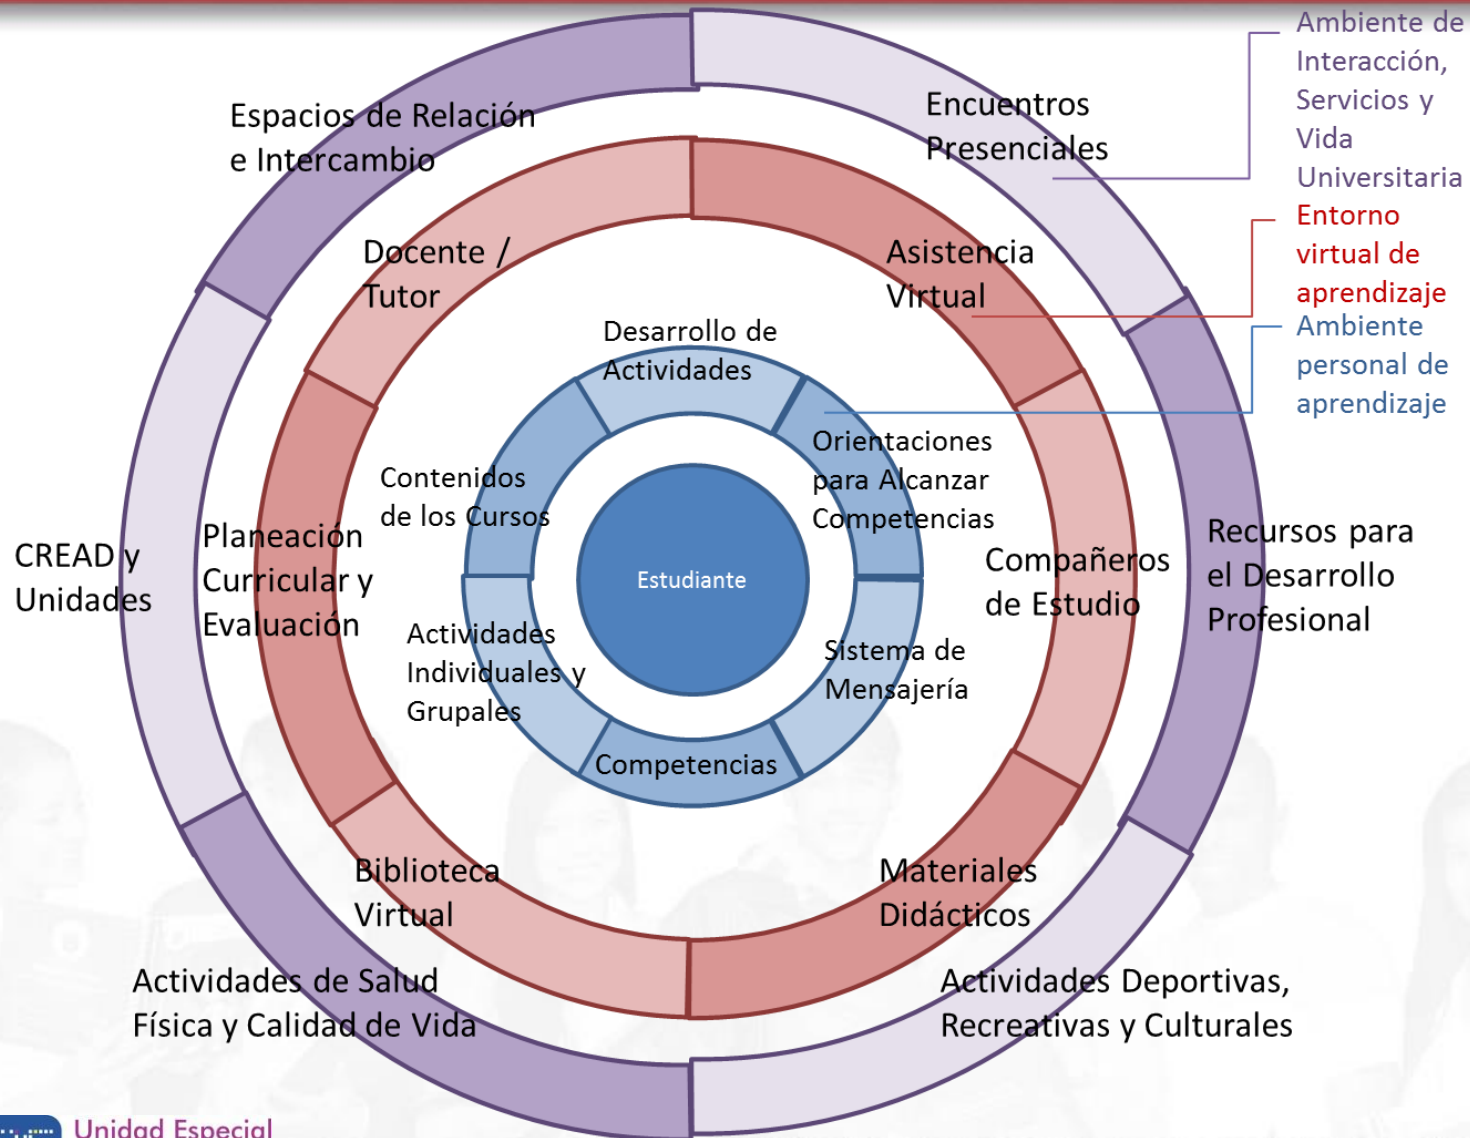 Ambiente de
Interacción,
Servicios y
Vida
Universitaria
Entorno
virtual de
aprendizaje
Ambiente
personal de
aprendizaje
Espacios de Relación
e Intercambio
Encuentros
Presenciales
Docente /
Tutor
Asistencia
Virtual
Desarrollo de
Actividades
Orientaciones
para Alcanzar
Competencias
Contenidos
de los Cursos
Estudiante
CREAD y
Unidades
Planeación
Curricular y
Evaluación
Compañeros
de Estudio
Recursos para
el Desarrollo
Profesional
Actividades
Individuales y
Grupales
Sistema de
Mensajería
Competencias
Biblioteca
Virtual
Materiales
Didácticos
Actividades de Salud
Física y Calidad de Vida
Actividades Deportivas,
Recreativas y Culturales
Unidad Especial